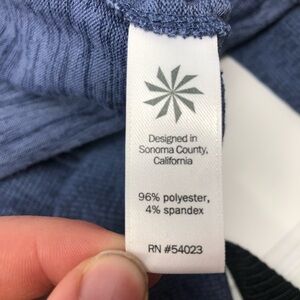 Designed in
Sonoma County,
California
96% polyester,
4% spandex
RN #54023